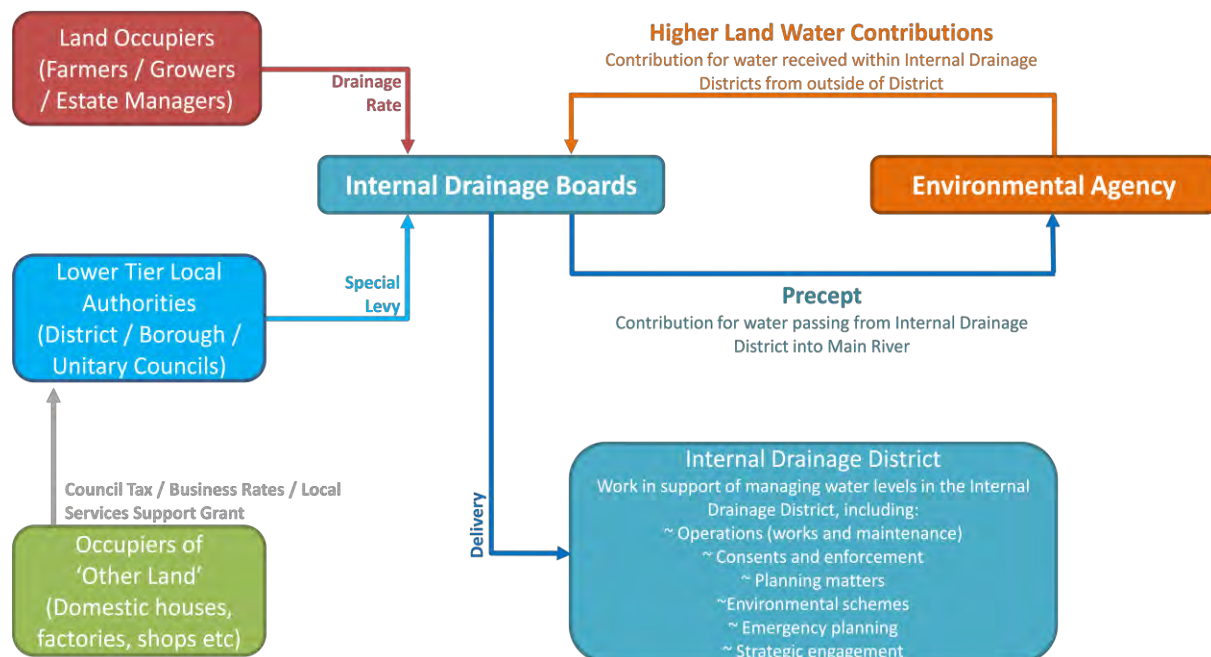 Land Occupiers
(Farmers / Growers
/ Estate Managers)
Drainage
Rate
Higher Land Water Contributions
Contribution for water received within Internal Drainage
Districts from outside of District
Internal Drainage Boards
Environmental Agency
Lower Tier Local
Authorities
(District / Borough /
Unitary Councils)
Special
Levy
Precept
Contribution for water passing from Internal Drainage
District into Main River
Council Tax / Business Rates / Local
Services Support Grant
Occupiers of
‘Other Land’
(Domestic houses,
factories, shops etc)
Delivery
Internal Drainage District
Work in support of managing water levels in the Internal
Drainage District, including:
~ Operations (works and maintenance)
~ Consents and enforcement
~ Planning matters
~Environmental schemes
~ Emergency planning
~ Strategic engagement